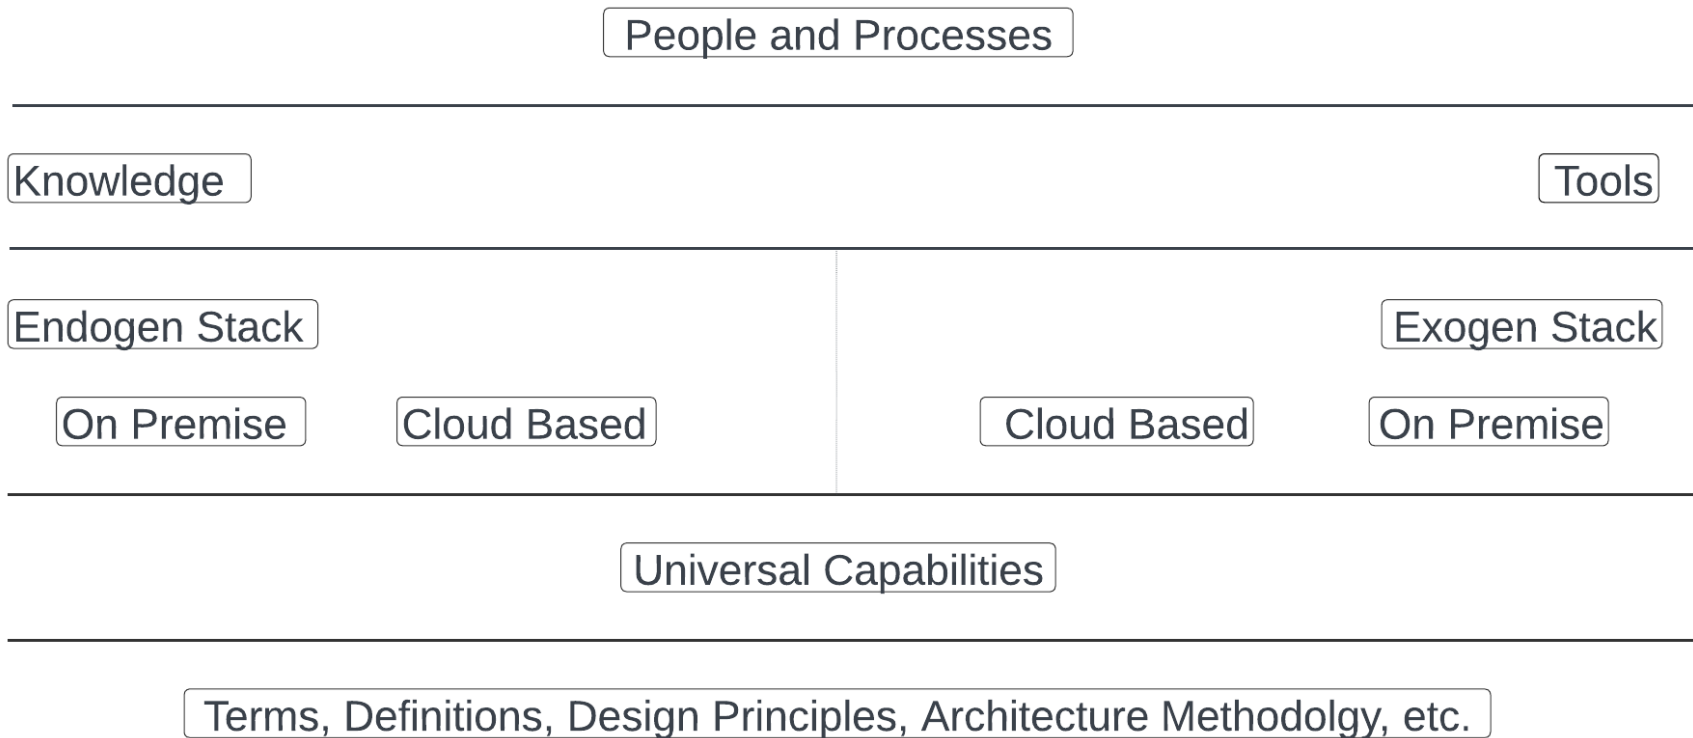 People and Processes
Knowledge Tools
Endogen Stack Exogen Stack
On Premise Cloud Based Cloud Based On Premise
Universal Capabilities
Terms, Definitions, Design Principles, Architecture Methodolgy, etc.